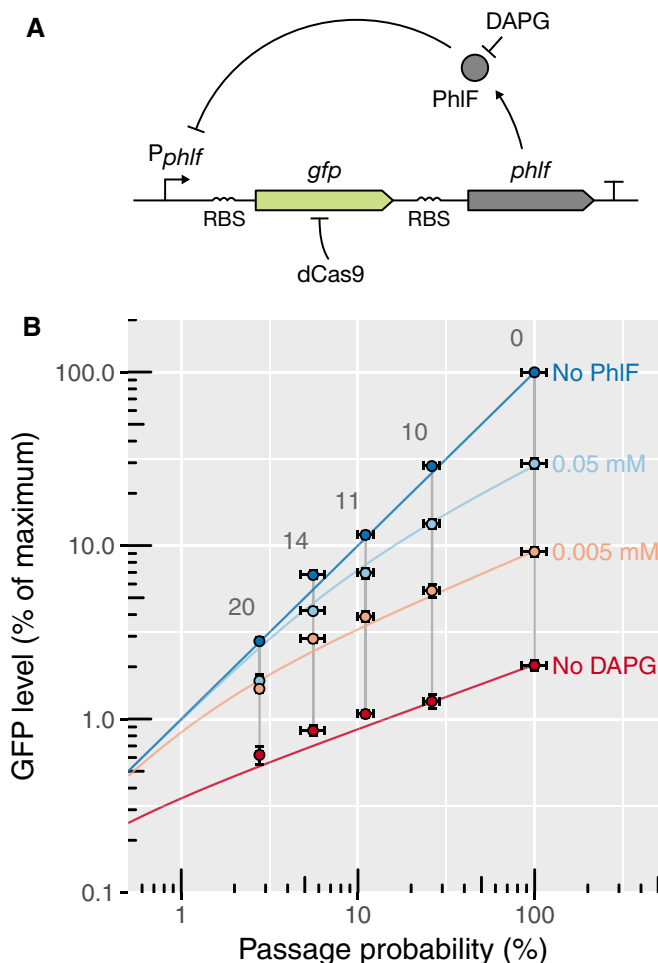 A
DAPG
PhlF
Pphlf
gfp
phlf
RBS
RBS
dCas9
B
GFP level (% of maximum)
100.0
10.0
1.0
0.1
0
10
11
14
20
No PhlF
0.05 mM
0.005 mM
No DAPG
1
10
100
Passage probability (%)